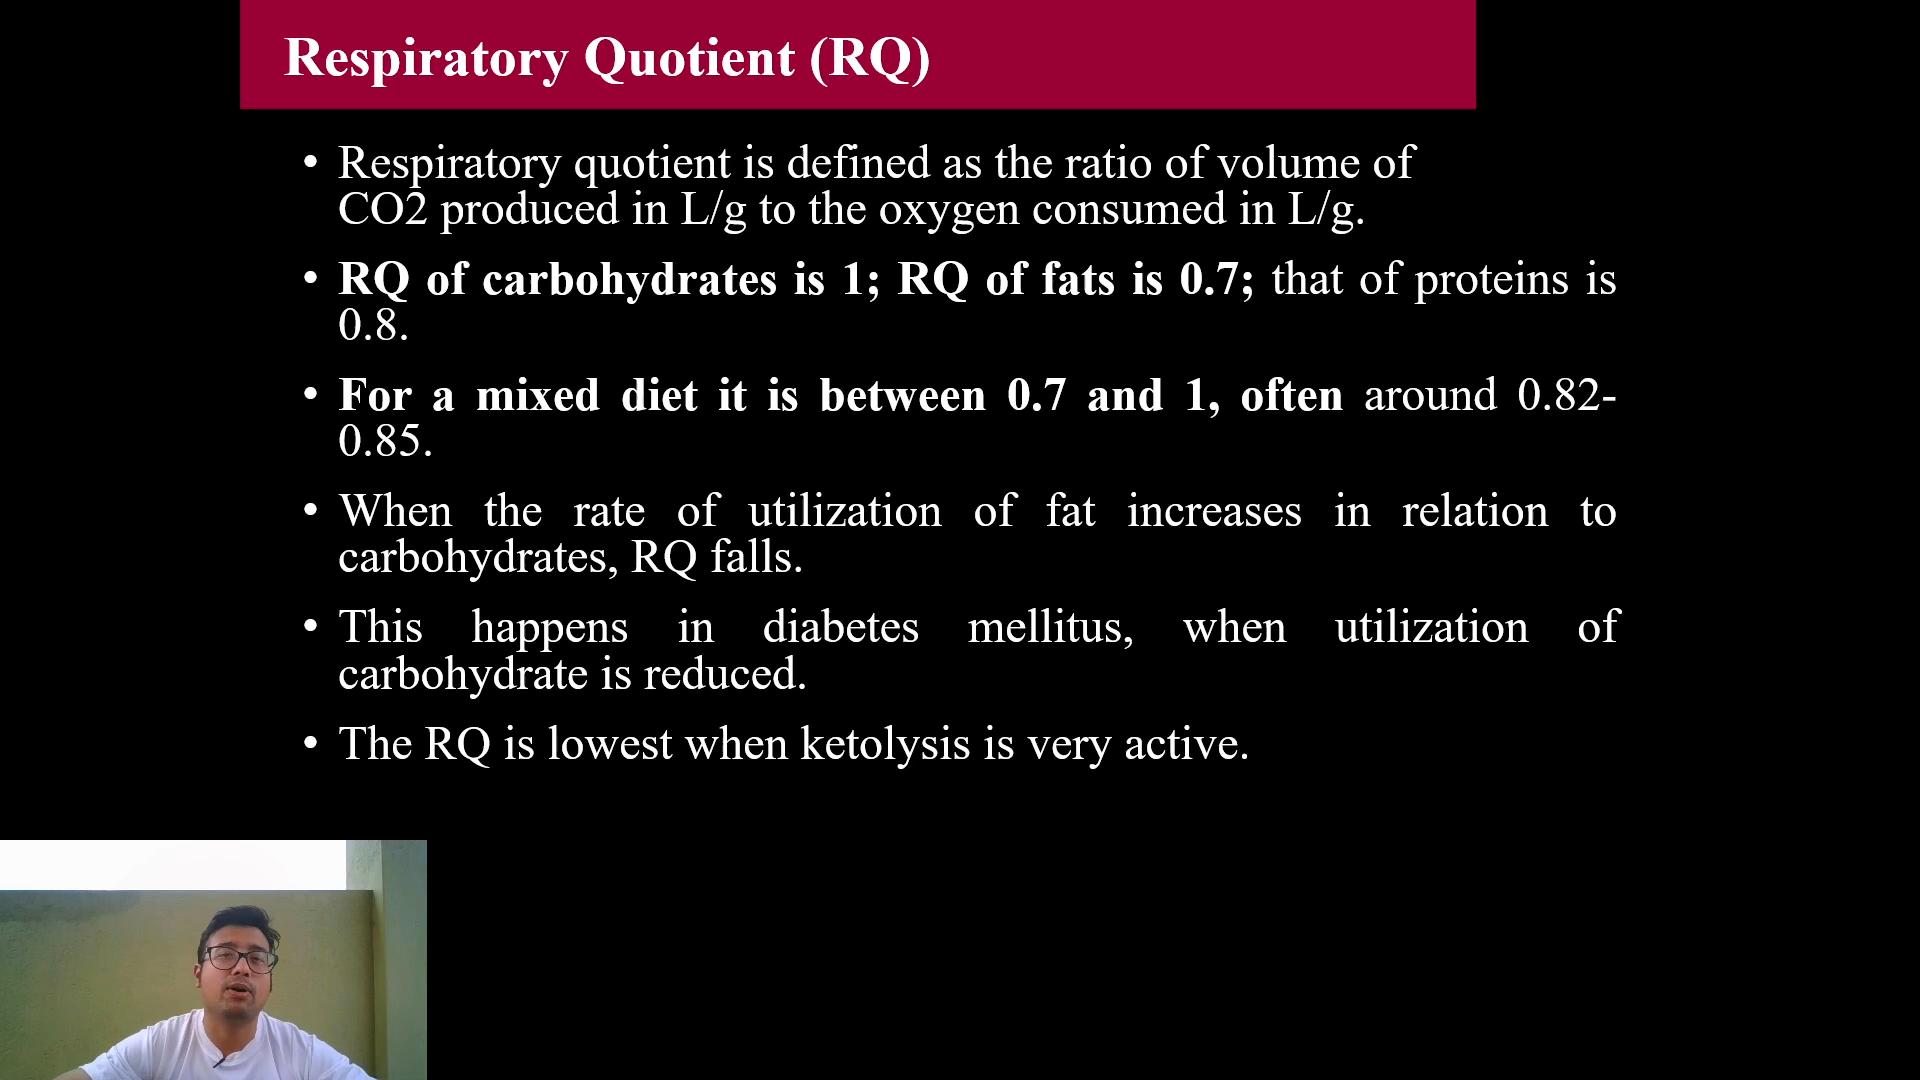 Respiratory Quotient (RQ)
• Respiratory quotient is defined as the ratio of volume of
CO2 produced in L/g to the oxygen consumed in L/g.
• RQ of carbohydrates is 1; RQ of fats is 0.7; that of proteins is
0.8.
• For a mixed diet it is between 0.7 and 1, often around 0.82-
0.85.
• When the rate of utilization of fat increases in relation to
carbohydrates, RQ falls.
• This happens in diabetes mellitus, when utilization of
carbohydrate is reduced.
• The RQ is lowest when ketolysis is very active.